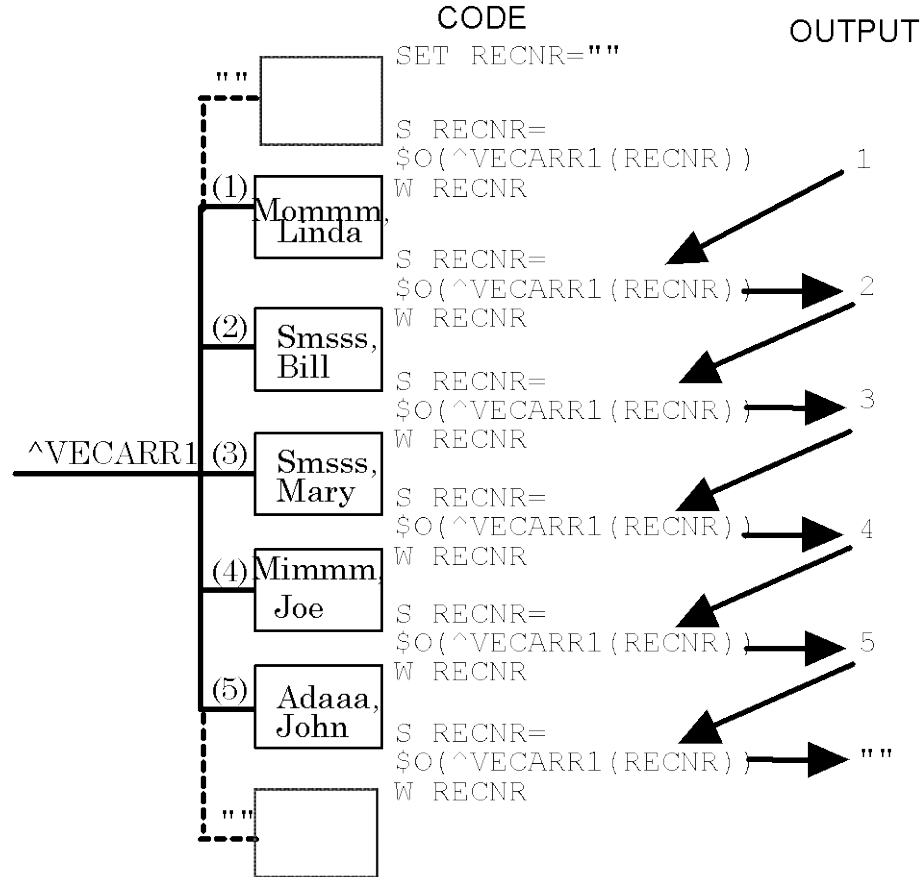 CODE
OUTPUT
SET RECNR=""
""
S RECNR=
$O(^VECARR1(RECNR))
1
W RECNR
(1)
Mommm,
Linda
S RECNR=
$O(^VECARR1(RECNR))
2
W RECNR
(2)
Smsss,
Bill
S RECNR=
$O(^VECARR1(RECNR))
3
W RECNR
^VECARR1
(3)
Smsss,
Mary
S RECNR=
$O(^VECARR1(RECNR))
4
W RECNR
(4)
Mimmm,
Joe
S RECNR=
$O(^VECARR1(RECNR))
5
W RECNR
(5)
Adaaa,
John
S RECNR=
$O(^VECARR1(RECNR))
""
W RECNR
""